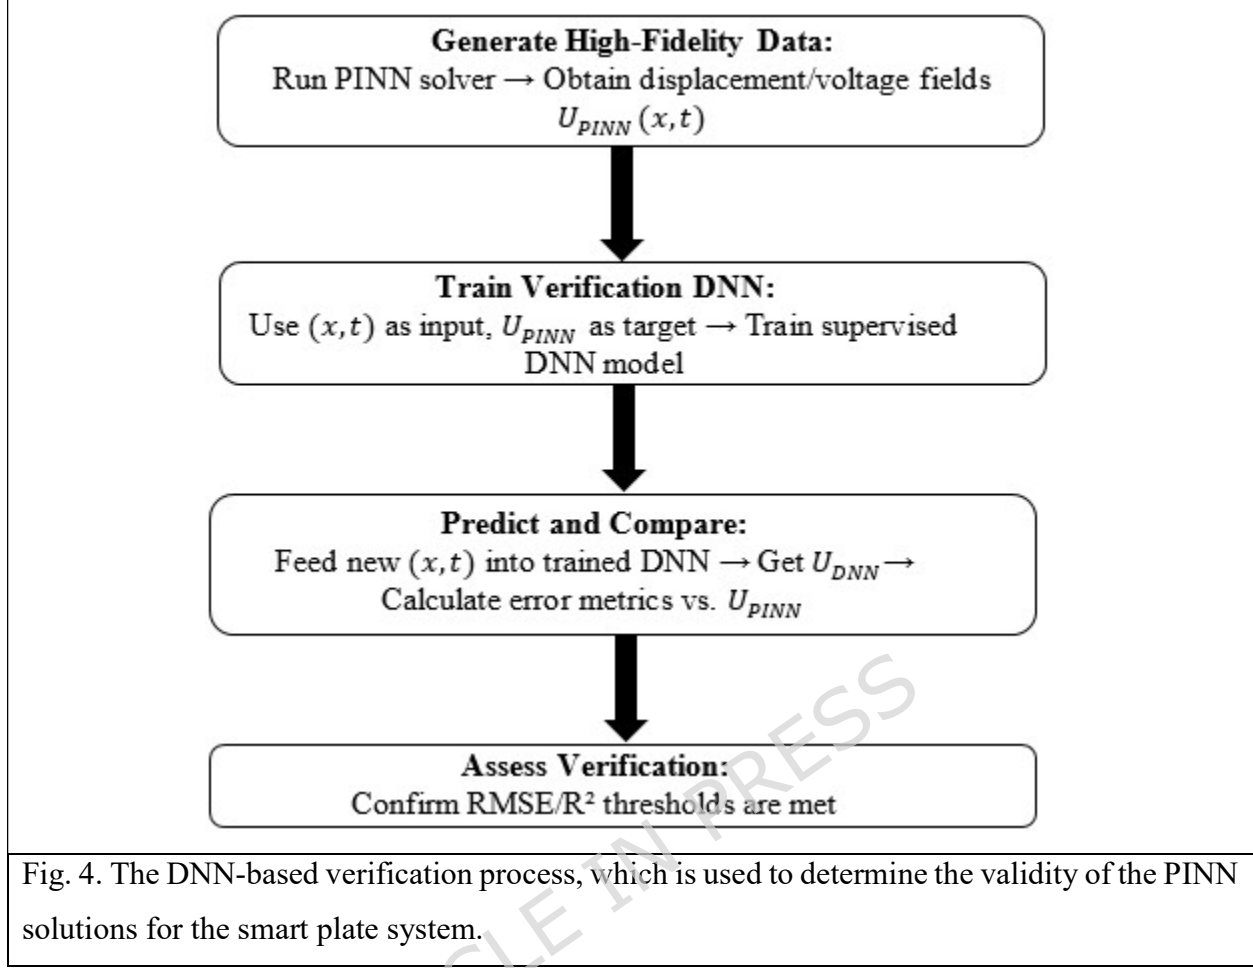 Generate High-Fidelity Data:
Run PINN solver → Obtain displacement/voltage fields
U_PINN (x,t)
Train Verification DNN:
Use (x,t) as input, U_PINN as target → Train supervised
DNN model
Predict and Compare:
Feed new (x,t) into trained DNN → Get U_DNN →
Calculate error metrics vs. U_PINN
Assess Verification:
Confirm RMSE/R² thresholds are met
CLE IN PRESS
Fig. 4. The DNN-based verification process, which is used to determine the validity of the PINN
solutions for the smart plate system.